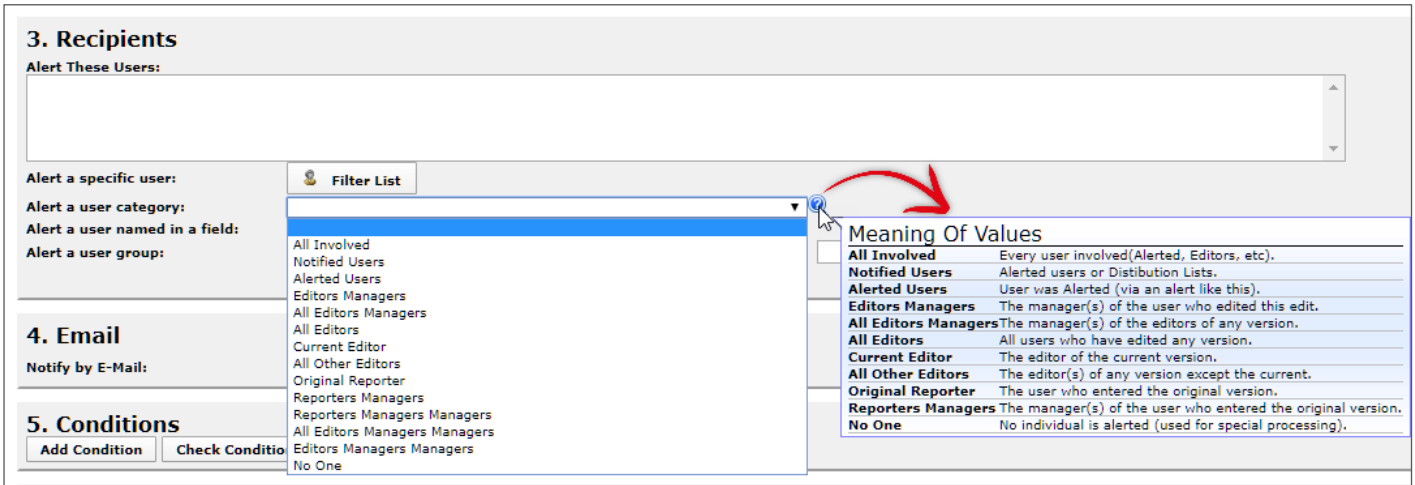 3. Recipients
Alert These Users:
Alert a specific user:
Filter List
Alert a user category:
Alert a user named in a field:
Alert a user group:
All Involved
Notified Users
Alerted Users
Editors Managers
All Editors Managers
All Editors
Current Editor
All Other Editors
Original Reporter
Reporters Managers
Reporters Managers Managers
All Editors Managers Managers
Editors Managers Managers
No One
Meaning Of Values
All Involved Every user involved(Alerted, Editors, etc).
Notified Users Alerted users or Distibution Lists.
Alerted Users User was Alerted (via an alert like this).
Editors Managers The manager(s) of the user who edited this edit.
All Editors Managers The manager(s) of the editors of any version.
All Editors All users who have edited any version.
Current Editor The editor of the current version.
All Other Editors The editor(s) of any version except the current.
Original Reporter The user who entered the original version.
Reporters Managers The manager(s) of the user who entered the original version.
No One No individual is alerted (used for special processing).
4. Email
Notify by E-Mail:
5. Conditions
Add Condition
Check Conditio